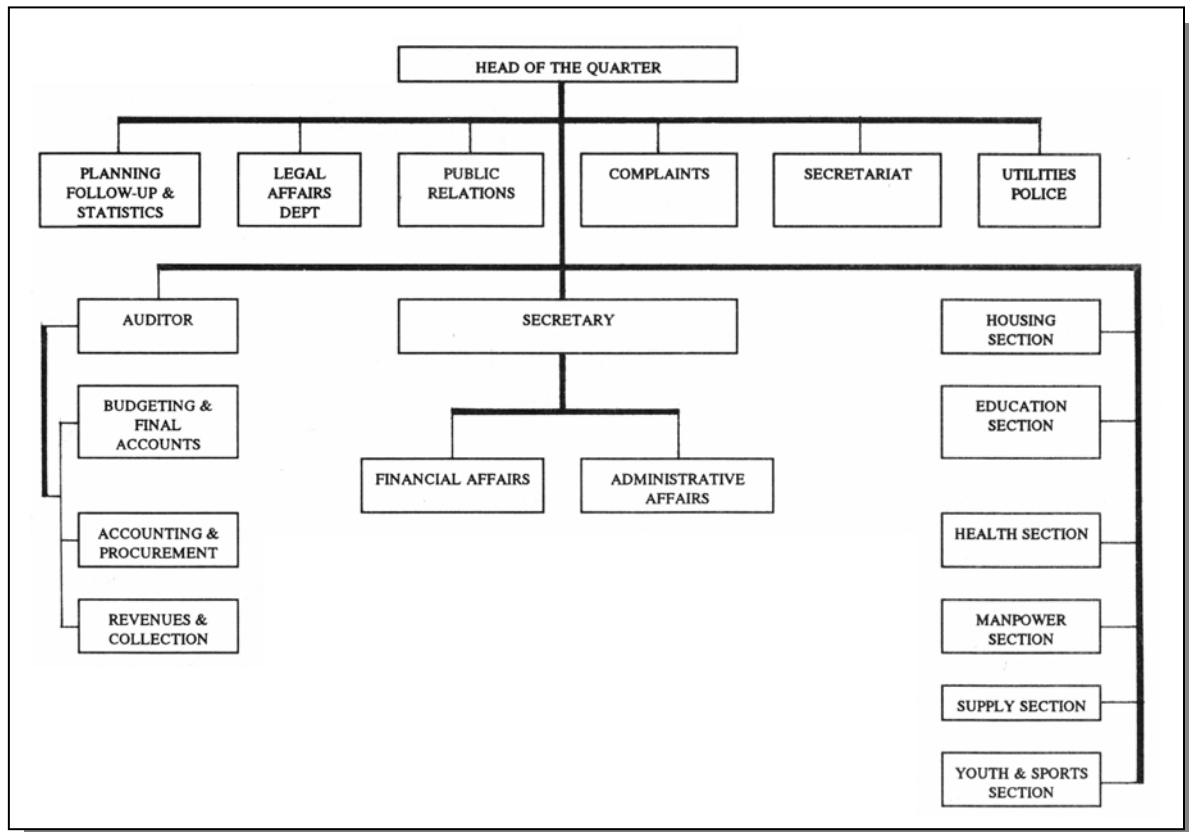 HEAD OF THE QUARTER
PLANNING
FOLLOW-UP &
STATISTICS
LEGAL
AFFAIRS
DEPT
PUBLIC
RELATIONS
COMPLAINTS
SECRETARIAT
UTILITIES
POLICE
AUDITOR
BUDGETING &
FINAL
ACCOUNTS
ACCOUNTING &
PROCUREMENT
REVENUES &
COLLECTION
SECRETARY
FINANCIAL AFFAIRS
ADMINISTRATIVE
AFFAIRS
HOUSING
SECTION
EDUCATION
SECTION
HEALTH SECTION
MANPOWER
SECTION
SUPPLY SECTION
YOUTH & SPORTS
SECTION